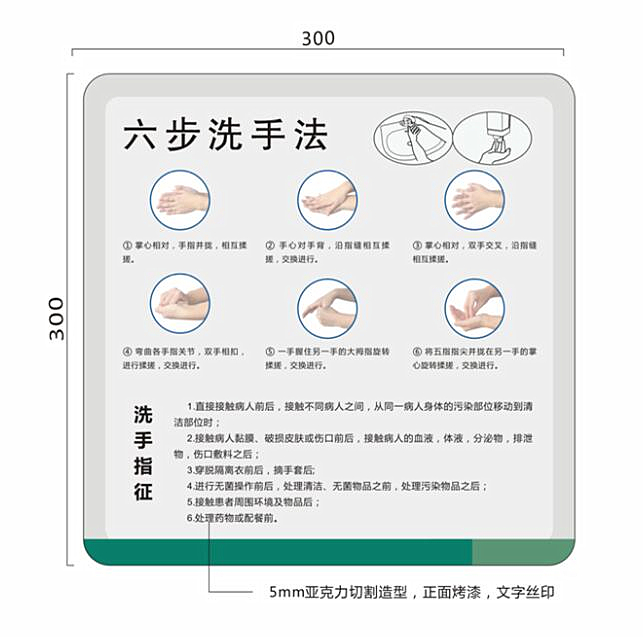 300
300
六步洗手法
① 掌心相对，手指并拢，相互揉
搓。
② 手心对手背，沿指缝相互揉
搓，交换进行。
③ 掌心相对，双手交叉，沿指缝
相互揉搓。
④ 弯曲各手指关节，双手相扣，
进行揉搓，交换进行。
⑤ 一手握住另一手的大拇指旋转
揉搓，交换进行。
⑥ 将五指指尖并拢在另一手的掌
心旋转揉搓，交换进行。
洗手指征
1.直接接触病人前后，接触不同病人之间，从同一病人身体的污染部位移动到清
洁部位时；
2.接触病人黏膜、破损皮肤或伤口前后，接触病人的血液，体液，分泌物，排泄
物，伤口敷料之后；
3.穿脱隔离衣前后，摘手套后;
4.进行无菌操作前后，处理清洁、无菌物品之前，处理污染物品之后；
5.接触患者周围环境及物品后；
6.处理药物或配餐前。
5mm亚克力切割造型，正面烤漆，文字丝印